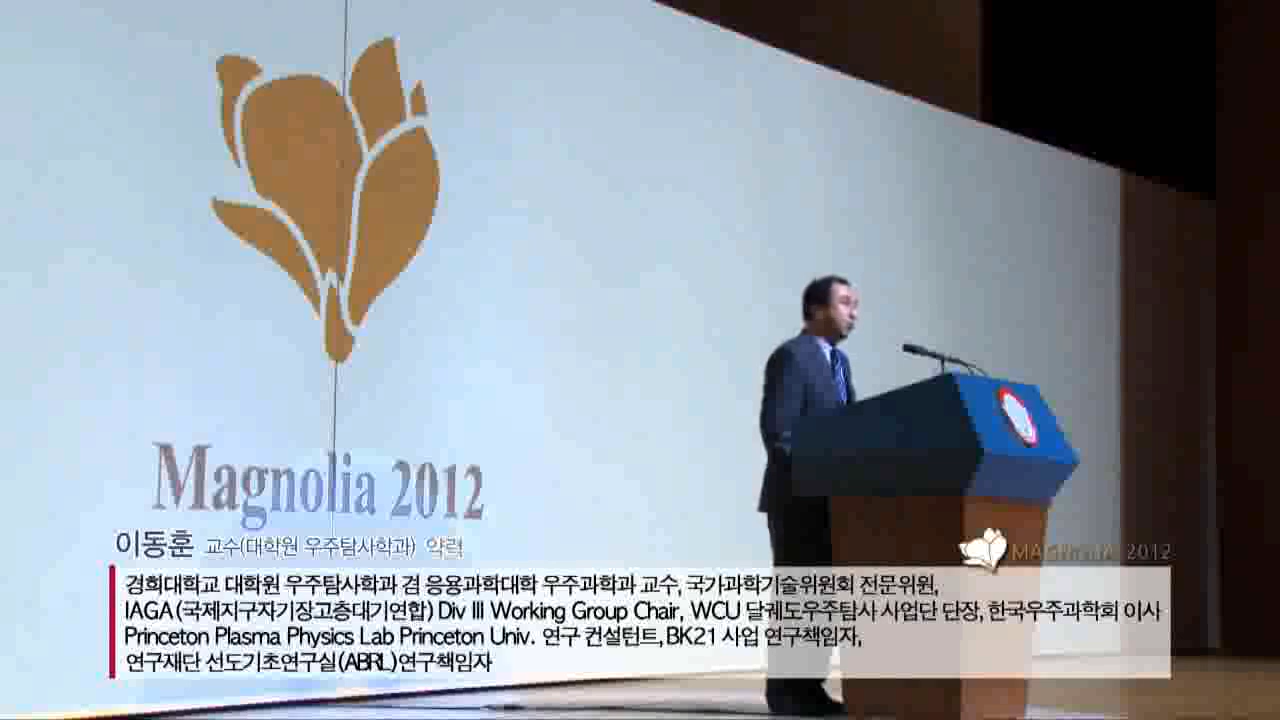 Magnolia 2012
이동훈 교수(대학원 우주탐사학과) 약력
MAGNOLIA 2012
경희대학교 대학원 우주탐사학과 겸 응용과학대학 우주과학과 교수, 국가과학기술위원회 전문위원,
IAGA(국제지구자기장고층대기연합) Div III Working Group Chair, WCU 달궤도우주탐사 사업단 단장, 한국우주과학회 이사
Princeton Plasma Physics Lab Princeton Univ. 연구 컨설턴트, BK21 사업 연구책임자,
연구재단 선도기초연구실(ABRL)연구책임자